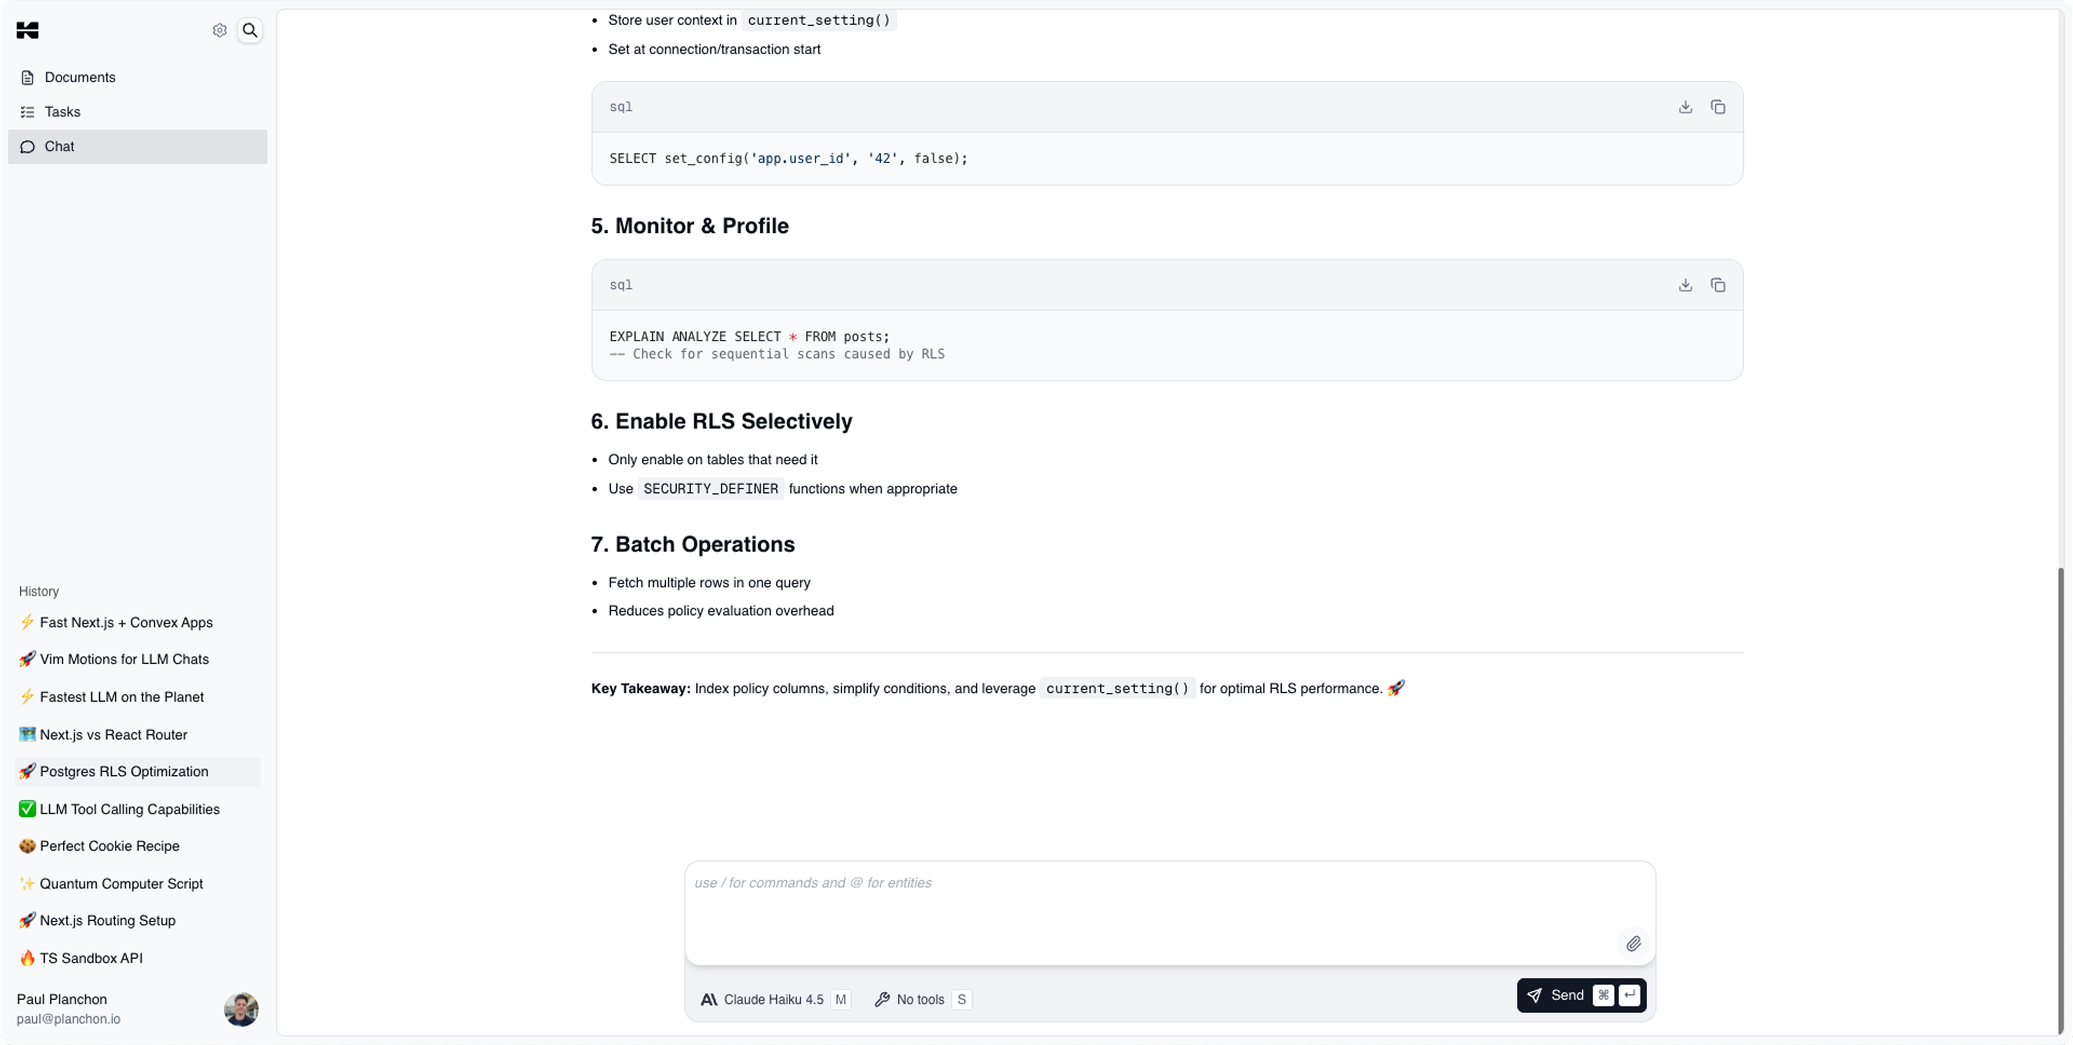 Documents
Tasks
Chat
History
⚡ Fast Next.js + Convex Apps
🚀 Vim Motions for LLM Chats
⚡ Fastest LLM on the Planet
🗺️ Next.js vs React Router
🚀 Postgres RLS Optimization
✅ LLM Tool Calling Capabilities
🍪 Perfect Cookie Recipe
✨ Quantum Computer Script
🚀 Next.js Routing Setup
🔥 TS Sandbox API
Paul Planchon
paul@planchon.io
• Store user context in current_setting()
• Set at connection/transaction start
sql
SELECT set_config('app.user_id', '42', false);
5. Monitor & Profile
sql
EXPLAIN ANALYZE SELECT * FROM posts;
-- Check for sequential scans caused by RLS
6. Enable RLS Selectively
• Only enable on tables that need it
• Use SECURITY_DEFINER functions when appropriate
7. Batch Operations
• Fetch multiple rows in one query
• Reduces policy evaluation overhead
Key Takeaway: Index policy columns, simplify conditions, and leverage current_setting() for optimal RLS performance. 🚀
use / for commands and @ for entities
Claude Haiku 4.5 M No tools S Send ⌘ ↵